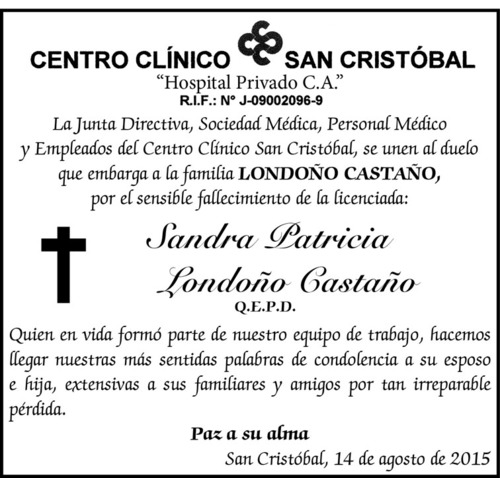 CENTRO CLÍNICO SAN CRISTÓBAL
“Hospital Privado C.A.”
R.I.F.: Nº J-09002096-9
La Junta Directiva, Sociedad Médica, Personal Médico
y Empleados del Centro Clínico San Cristóbal, se unen al duelo
que embarga a la familia LONDOÑO CASTAÑO,
por el sensible fallecimiento de la licenciada:
Sandra Patricia
Londoño Castaño
Q.E.P.D.
Quien en vida formó parte de nuestro equipo de trabajo, hacemos
llegar nuestras más sentidas palabras de condolencia a su esposo
e hija, extensivas a sus familiares y amigos por tan irreparable
pérdida.
Paz a su alma
San Cristóbal, 14 de agosto de 2015